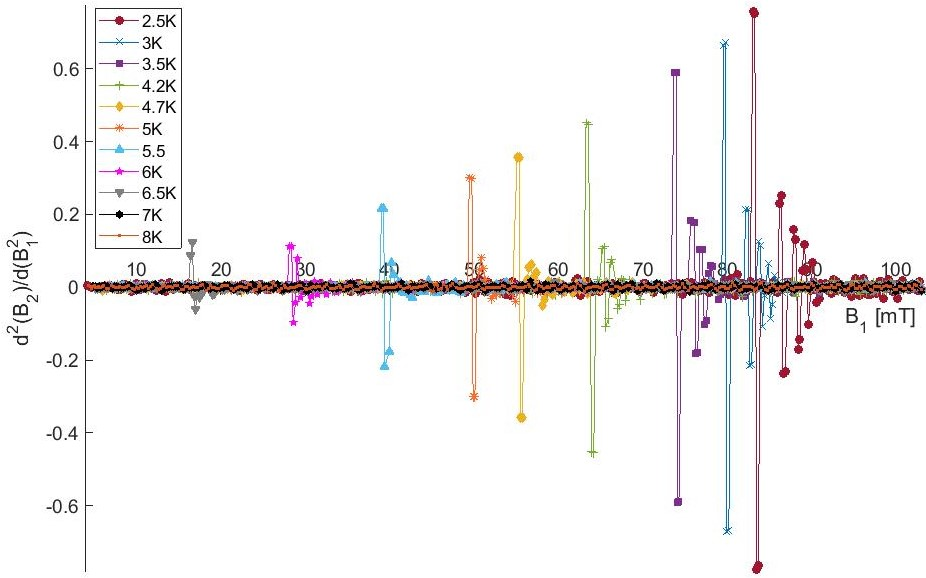 2.5K
3K
3.5K
4.2K
4.7K
5K
5.5
6K
6.5K
7K
8K
0.6
0.4
0.2
0
-0.2
-0.4
-0.6
10 20 30 40 50 60 70 80 90 100
d²(B₂)/d(B₁²)
B₁ [mT]